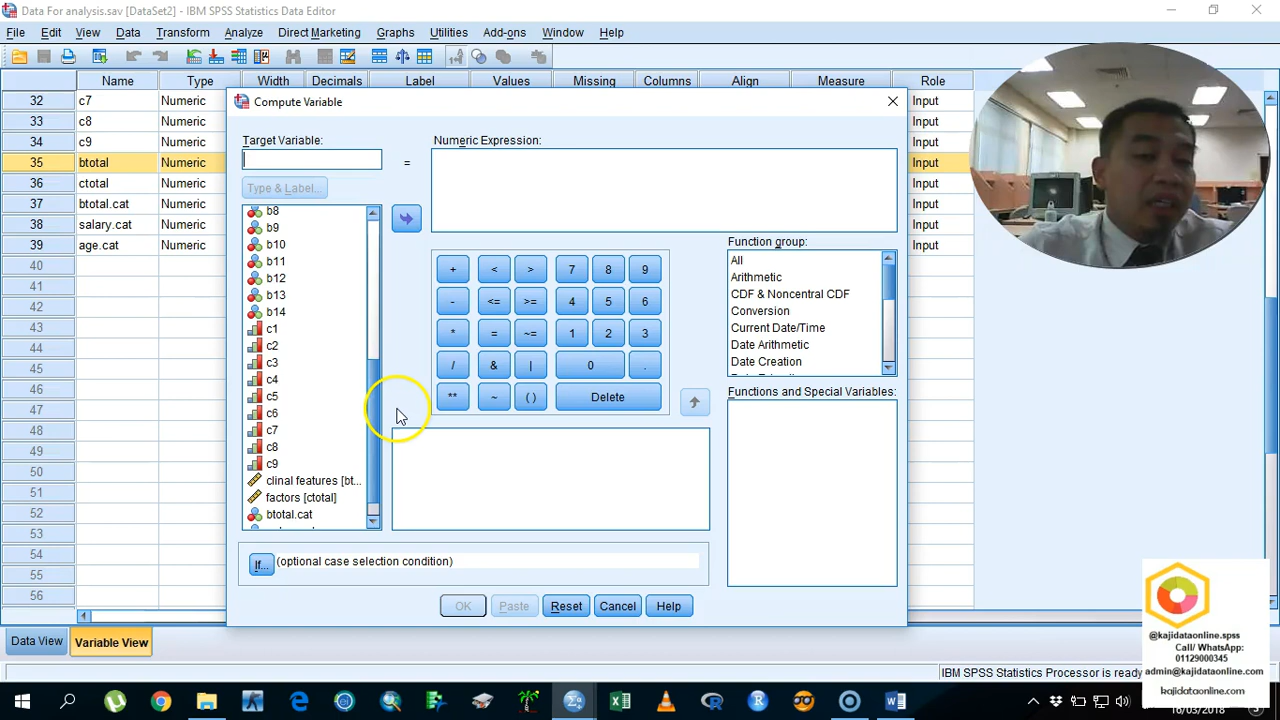 Data For analysis.sav [DataSet2] - IBM SPSS Statistics Data Editor
File Edit View Data Transform Analyze Direct Marketing Graphs Utilities Add-ons Window Help
Name Type Width Decimals Label Values Missing Columns Align Measure Role
32 c7 Numeric Input
33 c8 Numeric Input
34 c9 Numeric Input
35 btotal Numeric Input
36 ctotal Numeric Input
37 btotal.cat Numeric Input
38 salary.cat Numeric Input
39 age.cat Numeric Input
40
41
42
43
44
45
46
47
48
49
50
51
52
53
54
55
56
Compute Variable
Target Variable:
=
Numeric Expression:
Type & Label...
b8
b9
b10
b11
b12
b13
b14
c1
c2
c3
c4
c5
c6
c7
c8
c9
clinal features [bt...
factors [ctotal]
btotal.cat
+ < > 7 8 9
- <= >= 4 5 6
* = ~= 1 2 3
/ & | 0 .
** ~ ( ) Delete
Function group:
All
Arithmetic
CDF & Noncentral CDF
Conversion
Current Date/Time
Date Arithmetic
Date Creation
Functions and Special Variables:
If... (optional case selection condition)
OK Paste Reset Cancel Help
Data View Variable View
IBM SPSS Statistics Processor is ready
@kajidataonline.spss
Call/ WhatsApp:
01129000345
admin@kajidataonline.com
kajidataonline.com
16/03/2018